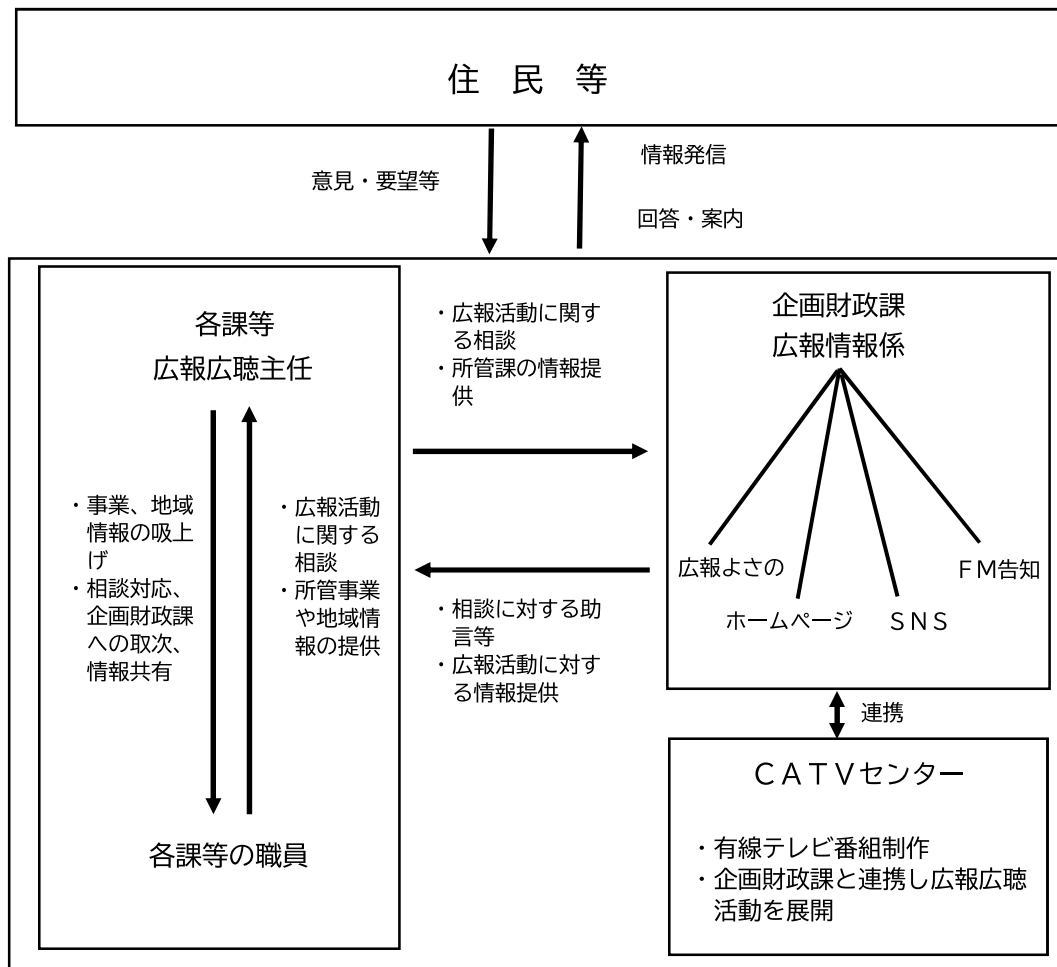 住　民　等
意見・要望等
情報発信
回答・案内
各課等
広報広聴主任
・事業、地域
情報の吸上
げ
・相談対応、
企画財政課
への取次、
情報共有
・広報活動
に関する
相談
・所管事業
や地域情
報の提供
各課等の職員
・広報活動に関す
る相談
・所管課の情報提
供
・相談に対する助
言等
・広報活動に対す
る情報提供
企画財政課
広報情報係
広報よさの
ホームページ
ＳＮＳ
ＦＭ告知
連携
ＣＡＴＶセンター
・有線テレビ番組制作
・企画財政課と連携し広報広聴
活動を展開